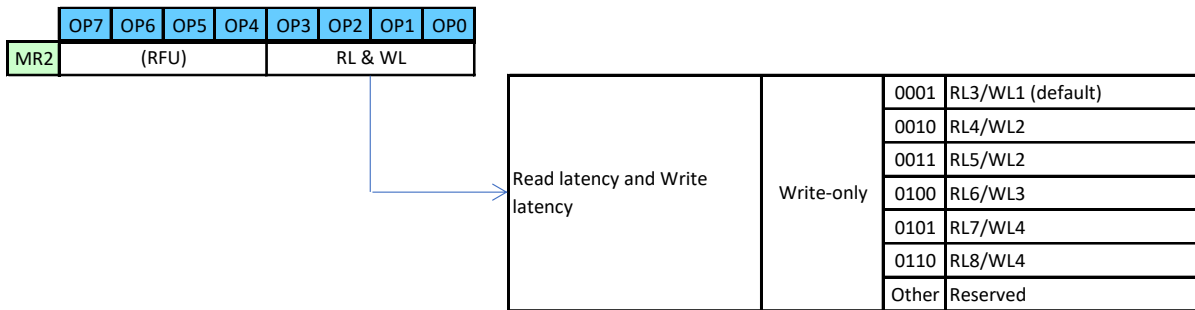 OP7 OP6 OP5 OP4 OP3 OP2 OP1 OP0
MR2 (RFU) RL & WL
Read latency and Write
latency
Write-only
0001 RL3/WL1 (default)
0010 RL4/WL2
0011 RL5/WL2
0100 RL6/WL3
0101 RL7/WL4
0110 RL8/WL4
Other Reserved